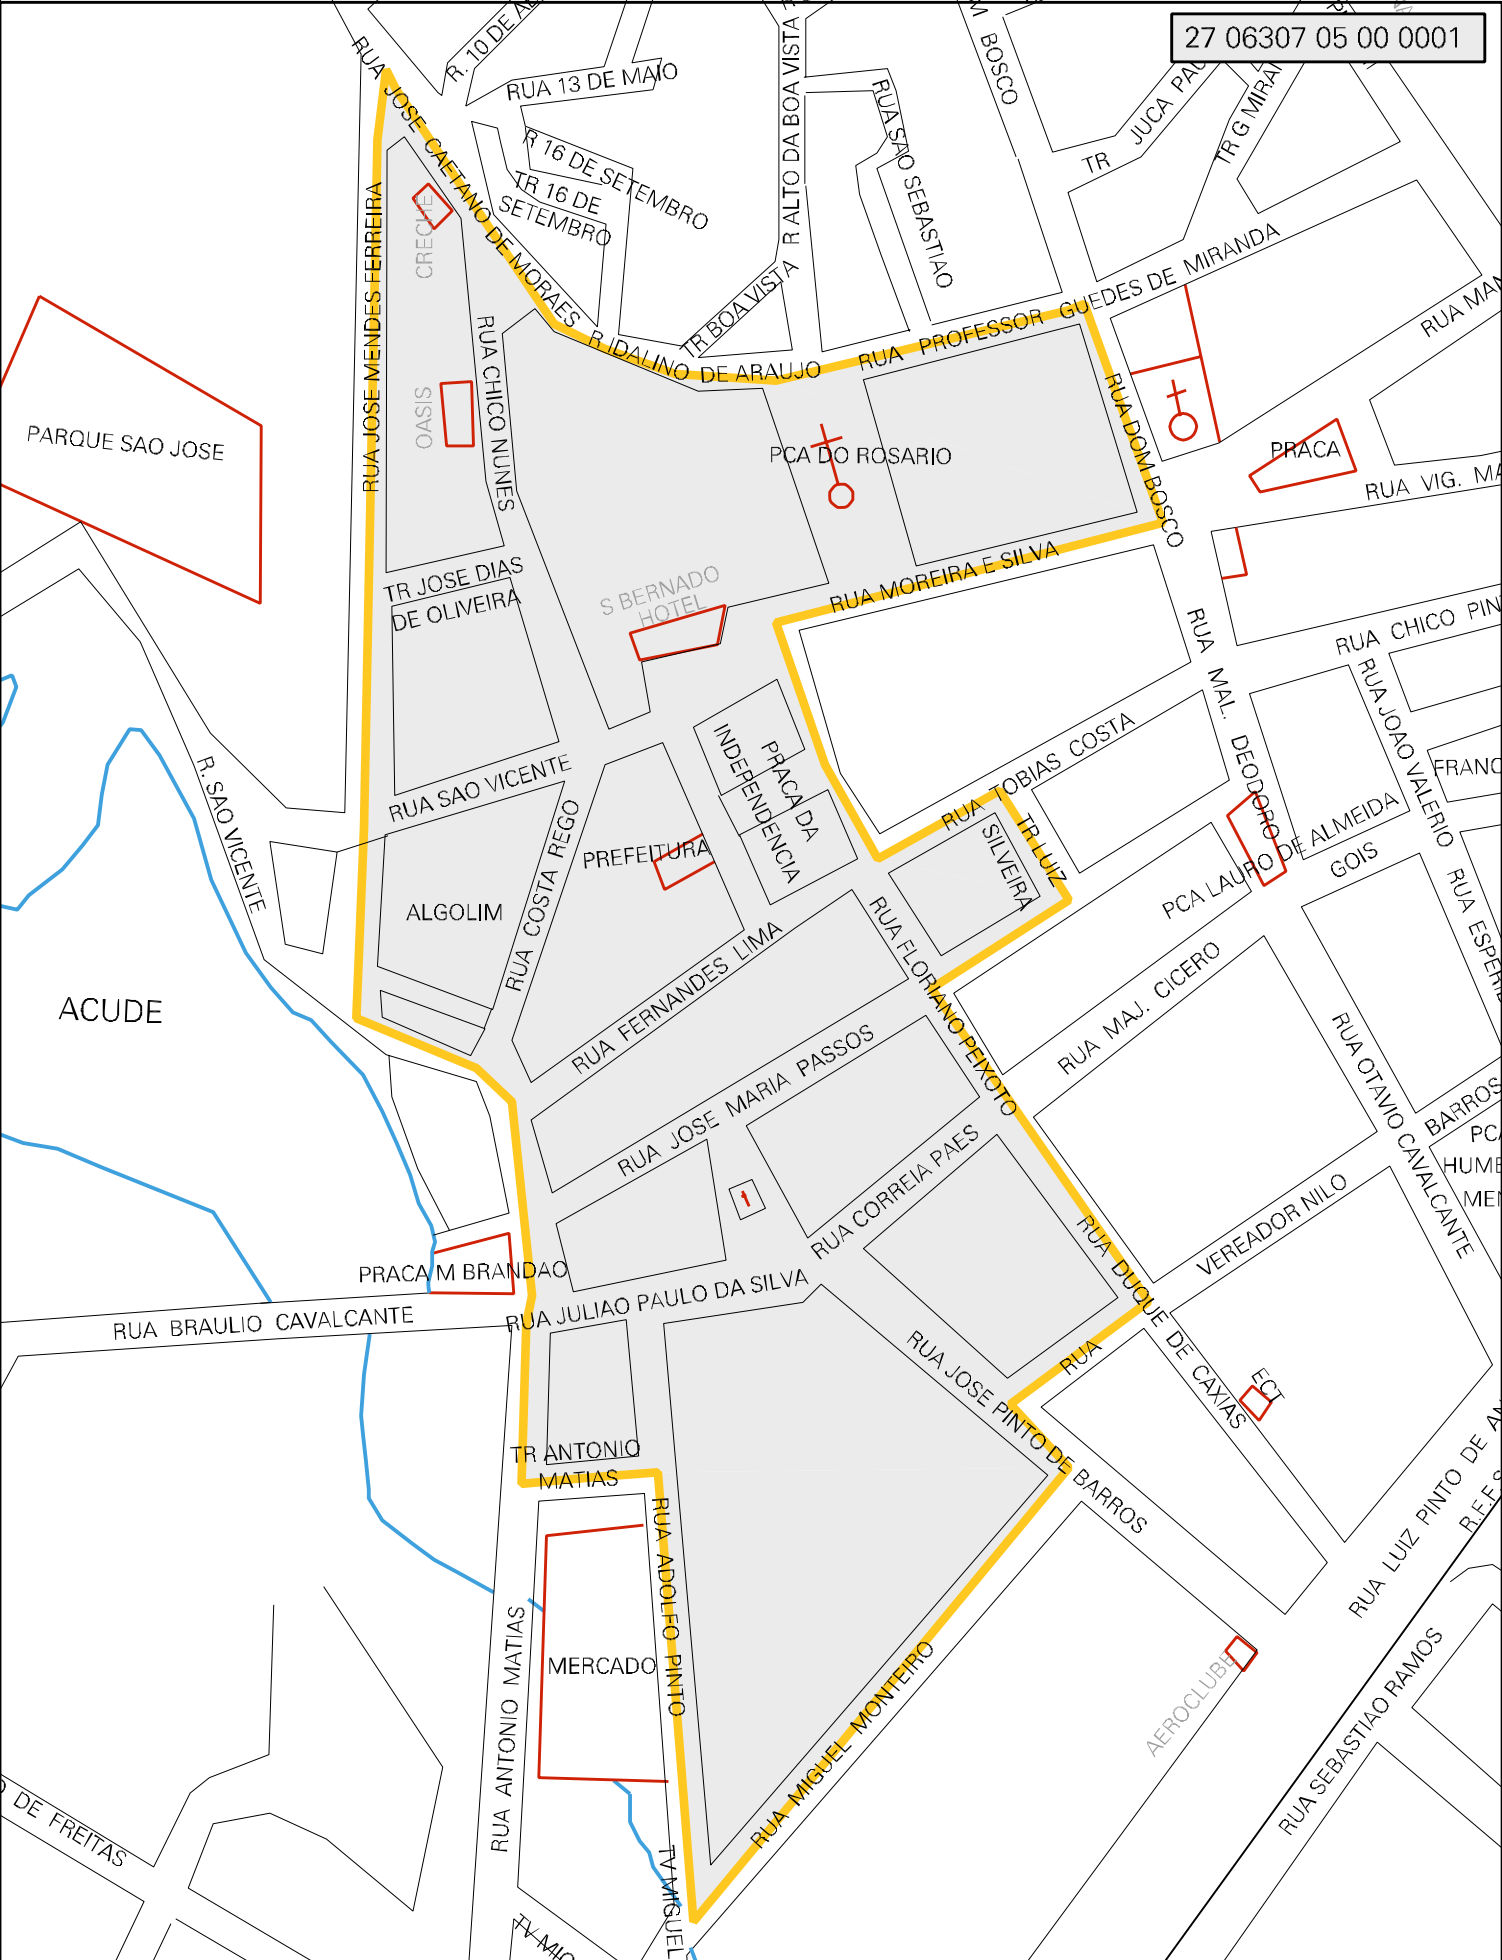 27 06307 05 00 0001
RUA JOSE CAETANO DE MORAES
R. 10 DE
RUA 13 DE MAIO
R ALTO DA BOA VISTA
RUA SAO SEBASTIAO
BOSCO
TR JUCA
TR G MIRAN
R 16 DE SETEMBRO
TR 16 DE
SETEMBRO
CRECHE
RUA JOSE MENDES FERREIRA
TR BOA VISTA
R IDALINO DE ARAUJO
RUA PROFESSOR GUEDES DE MIRANDA
RUA MAN
RUA CHICO NUNES
OASIS
RUA DOM BOSCO
PARQUE SAO JOSE
PCA DO ROSARIO
PRACA
RUA VIG. MA
TR JOSE DIAS
DE OLIVEIRA
S BERNADO
HOTEL
RUA MOREIRA E SILVA
RUA CHICO PIN
RUA MAL. DEODORO
RUA JOAO VALERIO
FRANC
R. SAO VICENTE
RUA SAO VICENTE
PRACA DA
INDEPENDENCIA
RUA TOBIAS COSTA
TR LUIZ
SILVEIRA
RUA COSTA REGO
PREFEITURA
PCA LAURO DE ALMEIDA
GOIS
RUA ESPERI
ALGOLIM
RUA FLORIANO PEIXOTO
RUA FERNANDES LIMA
RUA MAJ. CICERO
ACUDE
RUA OTAVIO CAVALCANTE
RUA JOSE MARIA PASSOS
BARROS
PCA
HUMB
MEN
RUA CORREIA PAES
RUA VEREADOR NILO
PRACA M BRANDAO
RUA BRAULIO CAVALCANTE
RUA JULIAO PAULO DA SILVA
RUA DUQUE DE CAXIAS
RUA JOSE PINTO DE BARROS
ECT
RUA LUIZ PINTO DE AN
R.F.F.S
TR ANTONIO
MATIAS
RUA ADOLFO PINTO
MERCADO
RUA ANTONIO MATIAS
RUA MIGUEL MONTEIRO
AEROCLUBE
RUA SEBASTIAO RAMOS
DE FREITAS
TV MIGUEL
TV MIG